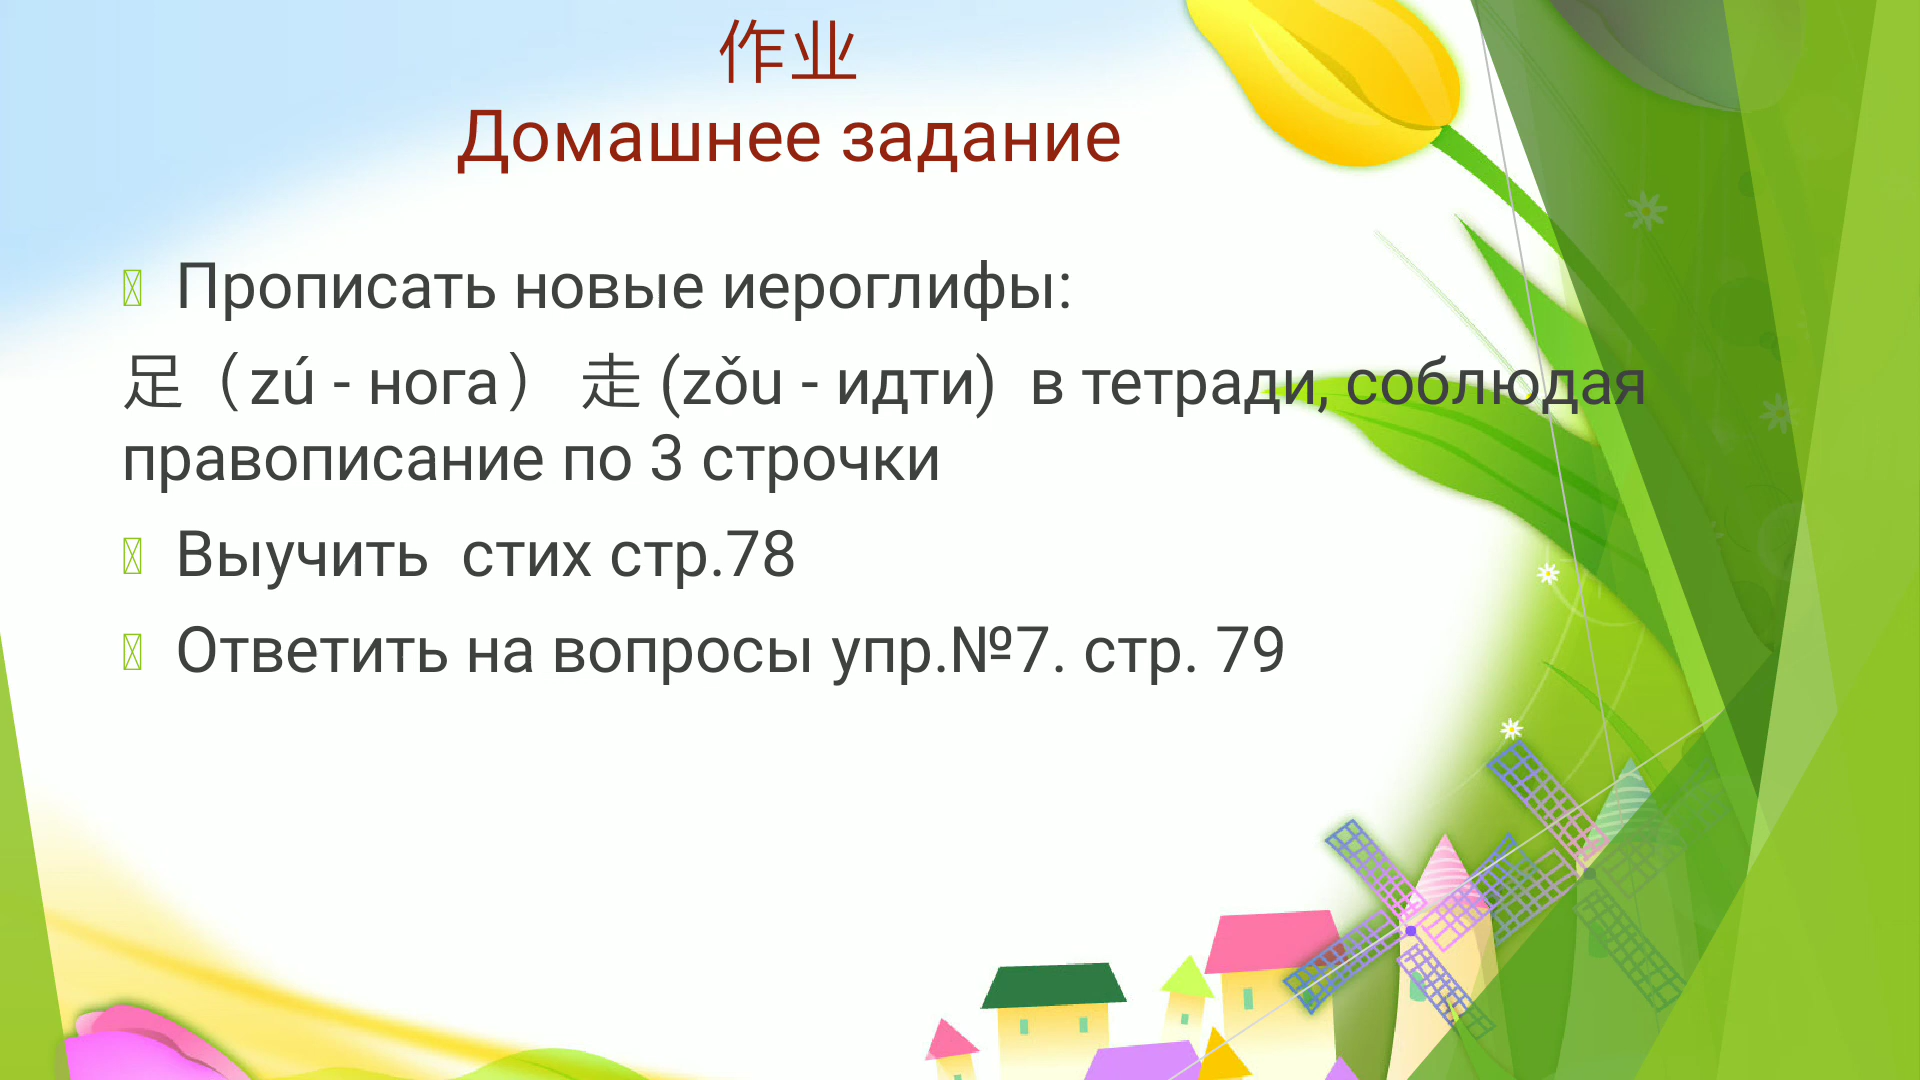 作业
Домашнее задание
Прописать новые иероглифы:
足（zú - нога） 走 (zǒu - идти)  в тетради, соблюдая
правописание по 3 строчки
Выучить  стих стр.78
Ответить на вопросы упр.№7. стр. 79